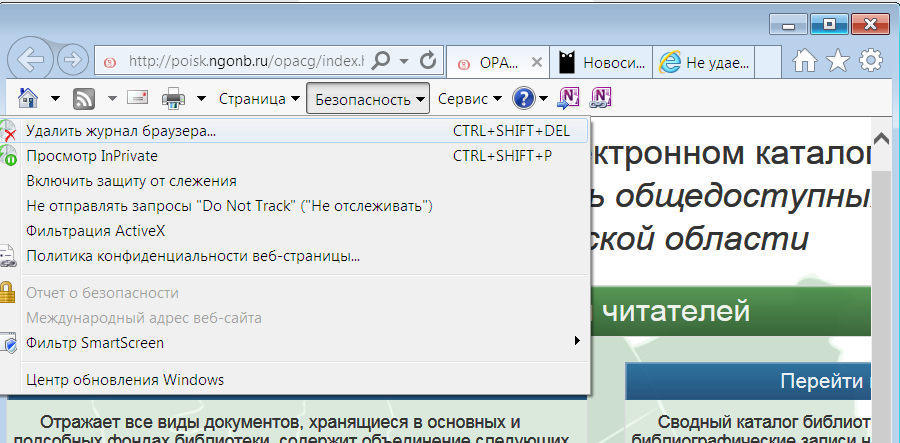 http://poisk.ngonb.ru/opacg/index.h
OPA...
Новоси...
Не удае...
Страница
Безопасность
Сервис
Удалить журнал браузера... CTRL+SHIFT+DEL
Просмотр InPrivate CTRL+SHIFT+P
Включить защиту от слежения
Не отправлять запросы "Do Not Track" ("Не отслеживать")
Фильтрация ActiveX
Политика конфиденциальности веб-страницы...
Отчет о безопасности
Международный адрес веб-сайта
Фильтр SmartScreen
Центр обновления Windows
ктронном каталог
ь общедоступны
ской области
читателей
Перейти
Отражает все виды документов, хранящиеся в основных и
подсобных фондах библиотеки, содержит объединение следующих
Сводный каталог библиот
библиографические записи н